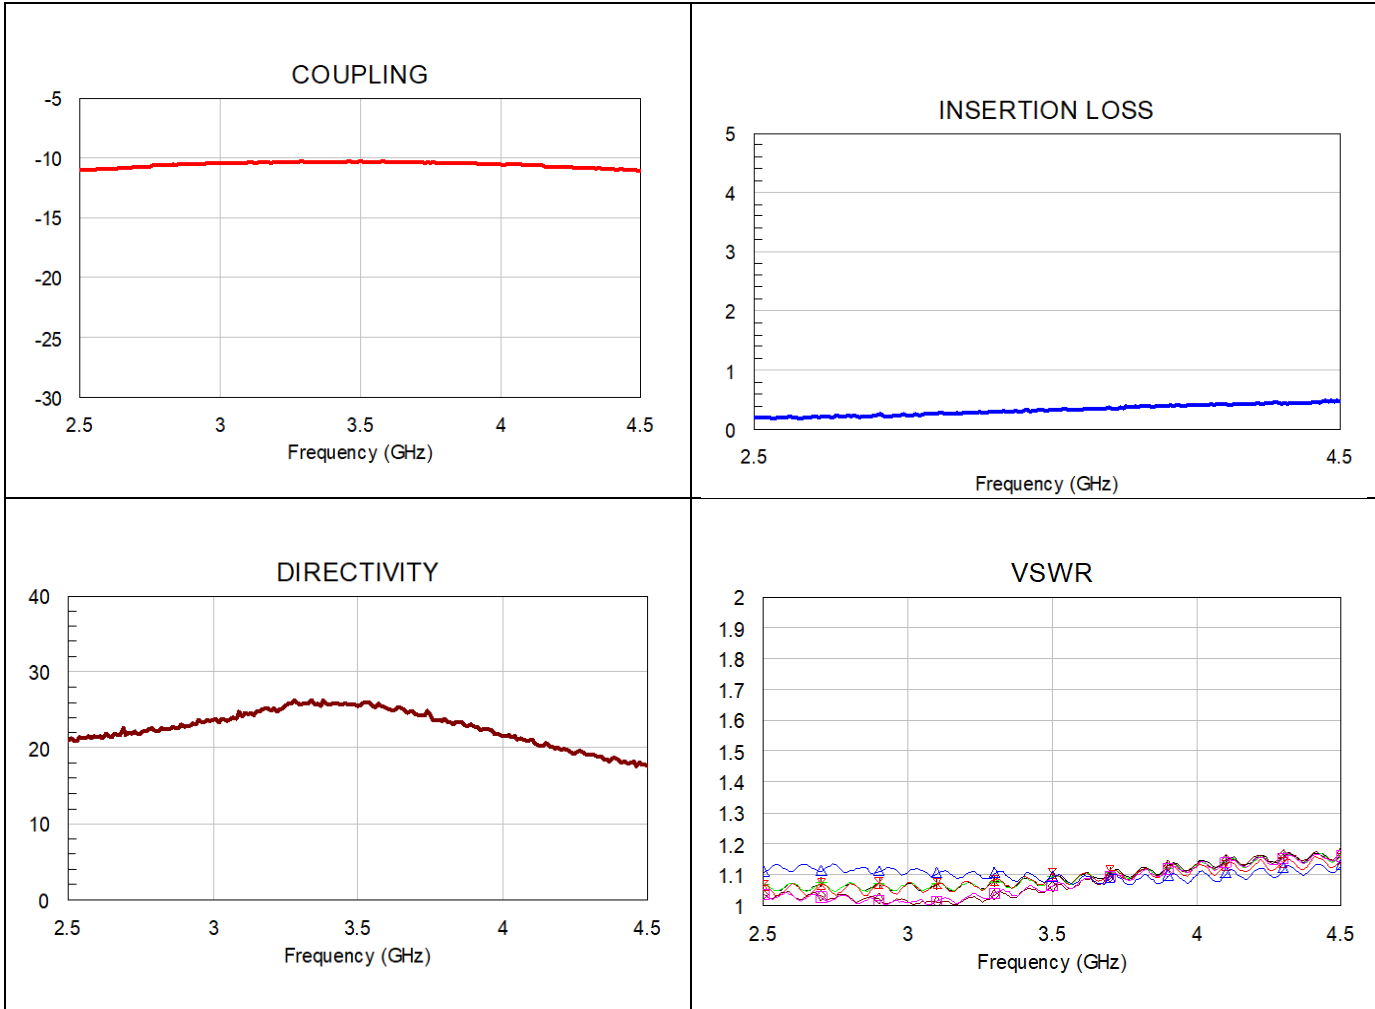 COUPLING
-5
-10
-15
-20
-25
-30
2.5 3 3.5 4 4.5
Frequency (GHz)
INSERTION LOSS
5
4
3
2
1
0
2.5 4.5
Frequency (GHz)
DIRECTIVITY
40
30
20
10
0
2.5 3 3.5 4 4.5
Frequency (GHz)
VSWR
2
1.9
1.8
1.7
1.6
1.5
1.4
1.3
1.2
1.1
1
2.5 3 3.5 4 4.5
Frequency (GHz)